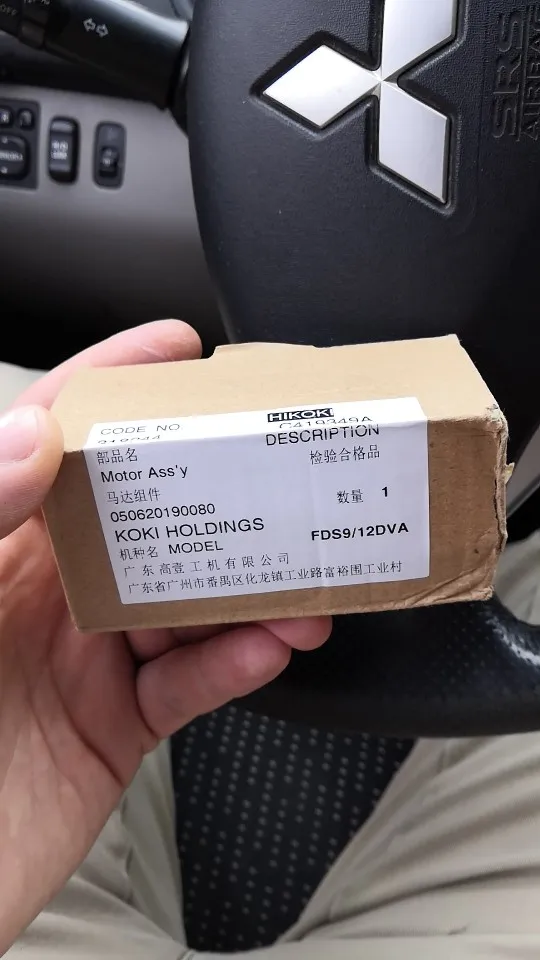 OFF
SRS
AIRBAG
HIKOKI
CODE NO
C419349A
DESCRIPTION
部品名
检验合格品
Motor Ass'y
马达组件
数量 1
050620190080
KOKI HOLDINGS
机种名 MODEL
FDS9/12DVA
广东高壹工机有限公司
广东省广州市番禺区化龙镇工业路富裕围工业村